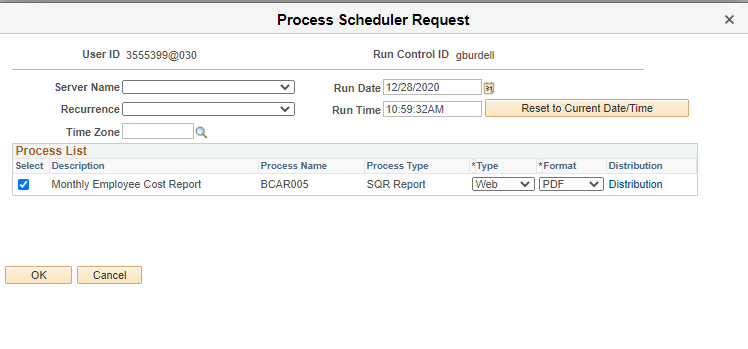 Process Scheduler Request
×
User ID 3555399@030 Run Control ID gburdell
Server Name Run Date 12/28/2020 31
Recurrence Run Time 10:59:32AM Reset to Current Date/Time
Time Zone
Process List
Select Description Process Name Process Type *Type *Format Distribution
Monthly Employee Cost Report BCAR005 SQR Report Web PDF Distribution
OK Cancel